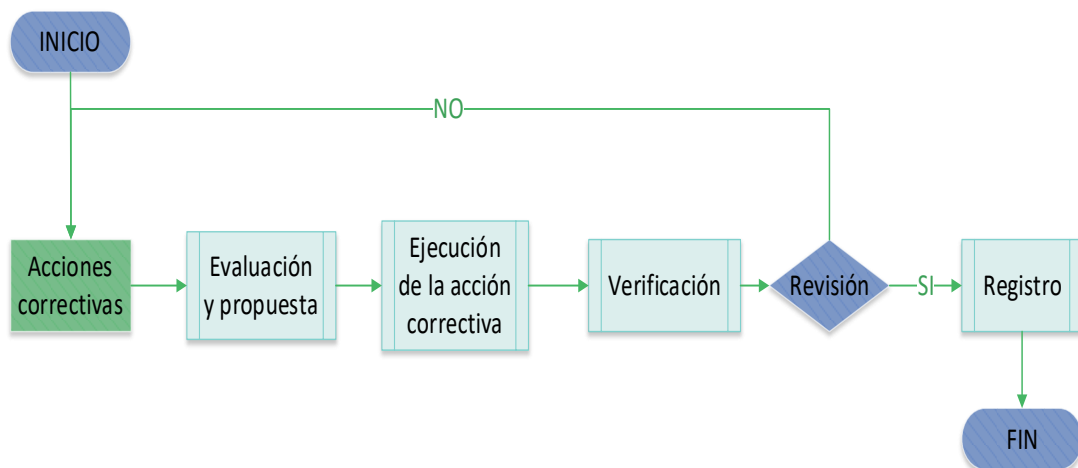 INICIO
NO
Acciones
correctivas
Evaluación
y propuesta
Ejecución
de la acción
correctiva
Verificación
Revisión
SI
Registro
FIN